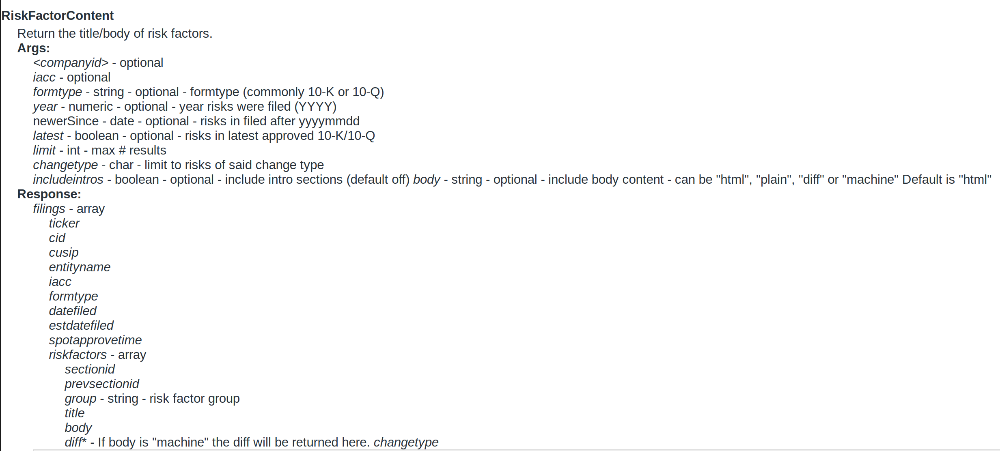 RiskFactorContent
Return the title/body of risk factors.
Args:
<companyid> - optional
iacc - optional
formtype - string - optional - formtype (commonly 10-K or 10-Q)
year - numeric - optional - year risks were filed (YYYY)
newerSince - date - optional - risks in filed after yyyymmdd
latest - boolean - optional - risks in latest approved 10-K/10-Q
limit - int - max # results
changetype - char - limit to risks of said change type
includeintros - boolean - optional - include intro sections (default off) body - string - optional - include body content - can be "html", "plain", "diff" or "machine" Default is "html"
Response:
filings - array
ticker
cid
cusip
entityname
iacc
formtype
datefiled
estdatefiled
spotapprovetime
riskfactors - array
sectionid
prevsectionid
group - string - risk factor group
title
body
diff* - If body is "machine" the diff will be returned here. changetype